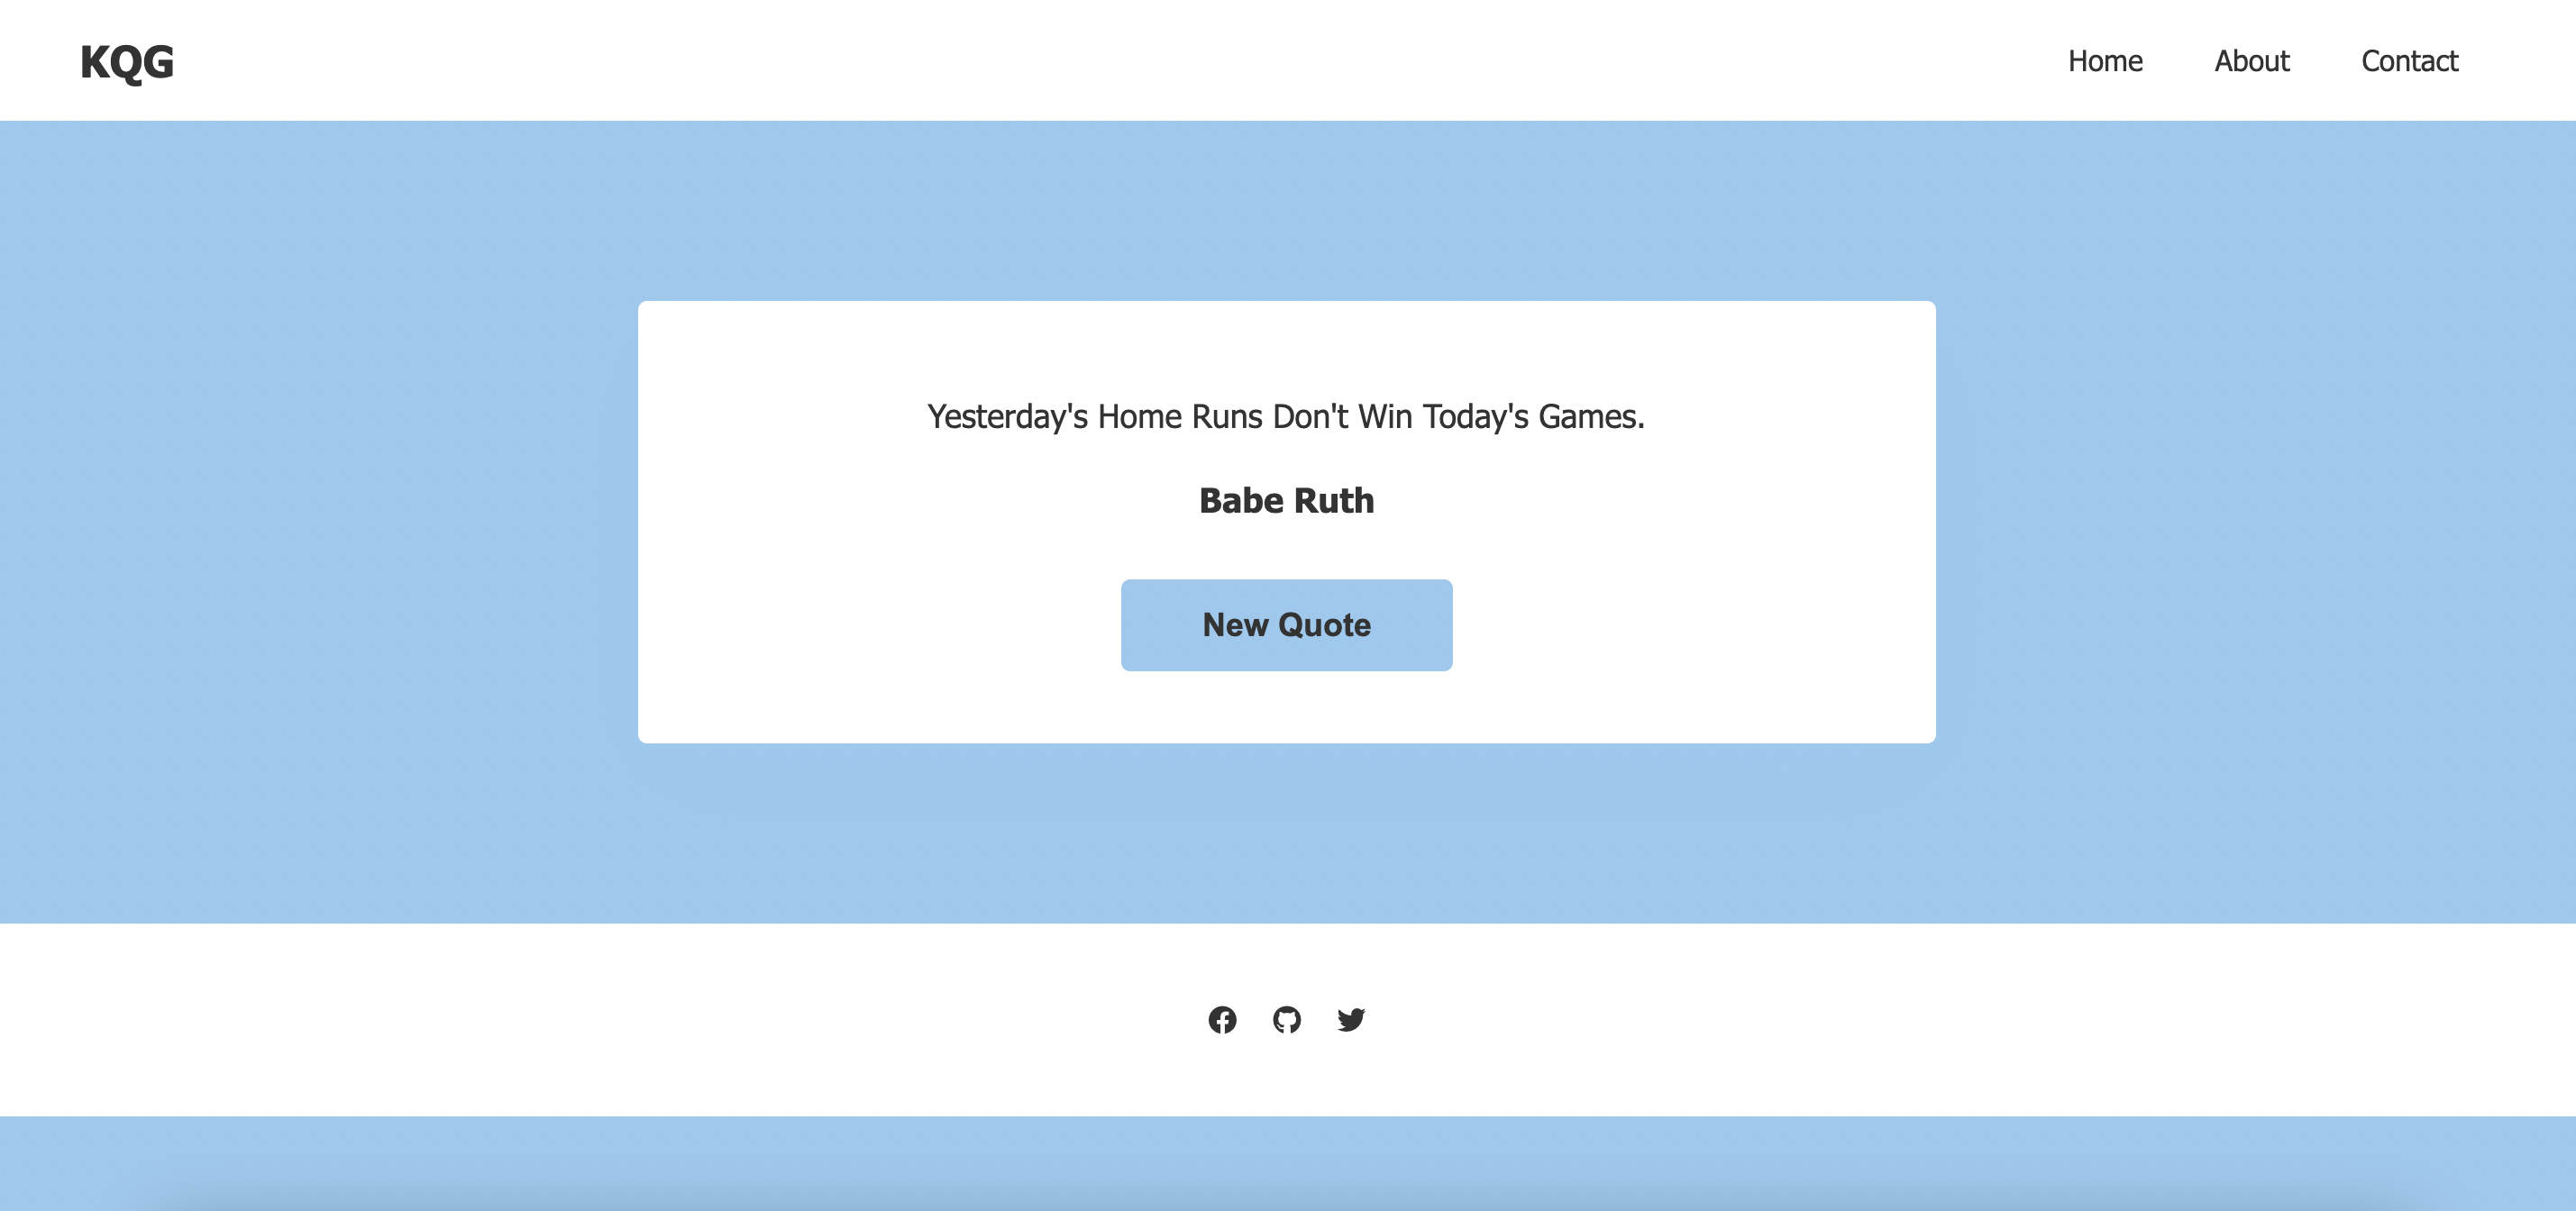 KQG
Home About Contact
Yesterday's Home Runs Don't Win Today's Games.
Babe Ruth
New Quote